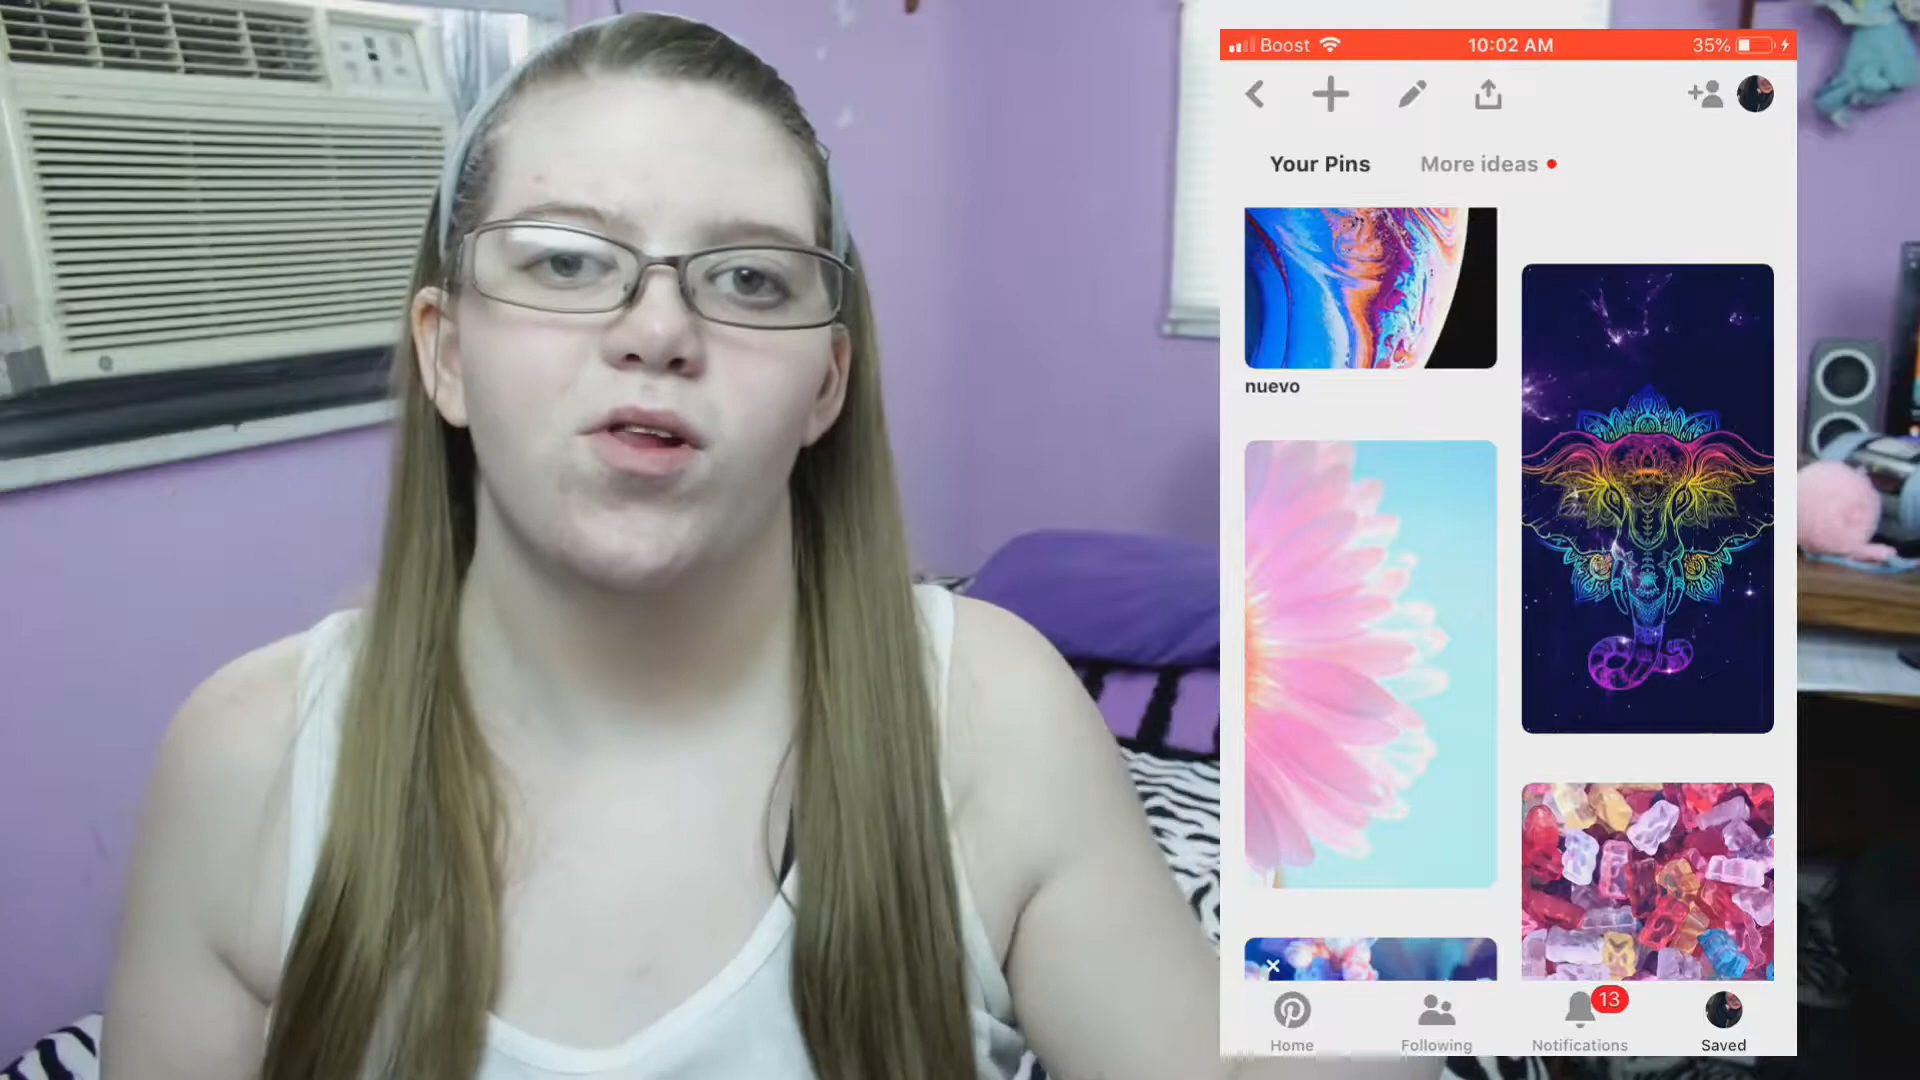 Boost 10:02 AM 35%
Your Pins More ideas
nuevo
13
Home Following Notifications Saved